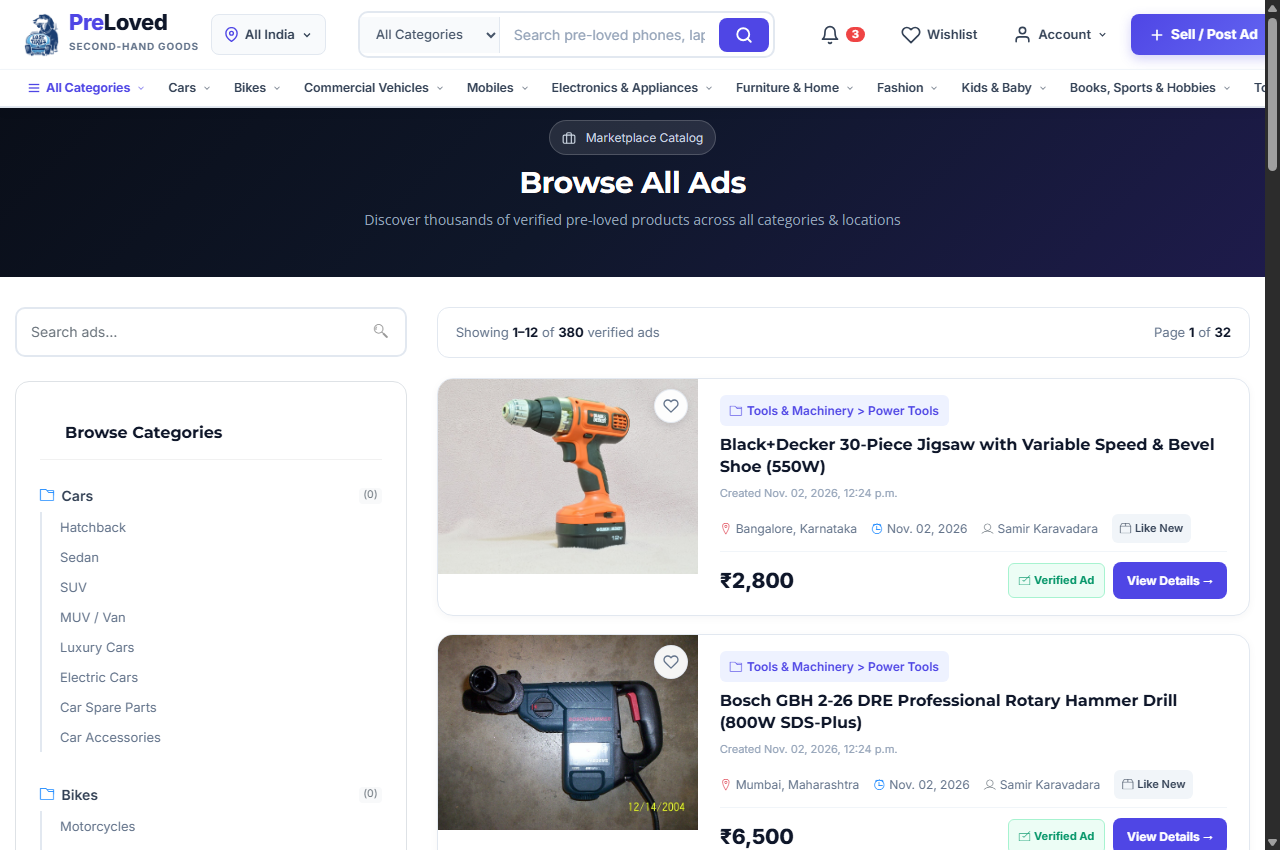 PreLoved
SECOND-HAND GOODS
All India
All Categories
Search pre-loved phones, lap
3
Wishlist
Account
Sell / Post Ad
All Categories
Cars
Bikes
Commercial Vehicles
Mobiles
Electronics & Appliances
Furniture & Home
Fashion
Kids & Baby
Books, Sports & Hobbies
Marketplace Catalog
Browse All Ads
Discover thousands of verified pre-loved products across all categories & locations
Search ads...
Showing 1–12 of 380 verified ads
Page 1 of 32
Browse Categories
Cars
(0)
Hatchback
Sedan
SUV
MUV / Van
Luxury Cars
Electric Cars
Car Spare Parts
Car Accessories
Bikes
(0)
Motorcycles
Tools & Machinery > Power Tools
Black+Decker 30-Piece Jigsaw with Variable Speed & Bevel
Shoe (550W)
Created Nov. 02, 2026, 12:24 p.m.
Bangalore, Karnataka
Nov. 02, 2026
Samir Karavadara
Like New
₹2,800
Verified Ad
View Details →
Tools & Machinery > Power Tools
Bosch GBH 2-26 DRE Professional Rotary Hammer Drill
(800W SDS-Plus)
Created Nov. 02, 2026, 12:24 p.m.
Mumbai, Maharashtra
Nov. 02, 2026
Samir Karavadara
Like New
12/14/2004
₹6,500
Verified Ad
View Details →